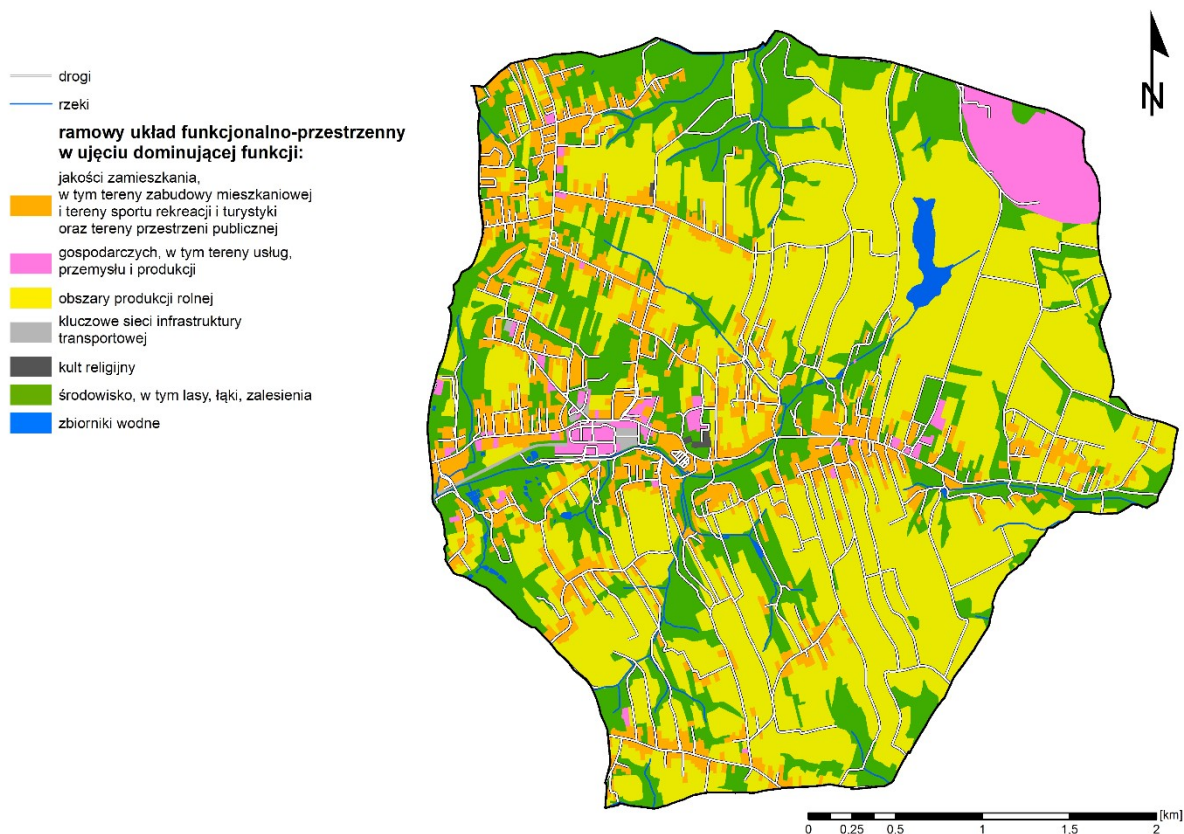 drogi
rzeki
ramowy układ funkcjonalno-przestrzenny
w ujęciu dominującej funkcji:
jakości zamieszkania,
w tym tereny zabudowy mieszkaniowej
i tereny sportu rekreacji i turystyki
oraz tereny przestrzeni publicznej
gospodarczych, w tym tereny usług,
przemysłu i produkcji
obszary produkcji rolnej
kluczowe sieci infrastruktury
transportowej
kult religijny
środowisko, w tym lasy, łąki, zalesienia
zbiorniki wodne
N
[km]
0 0.25 0.5 1 1.5 2